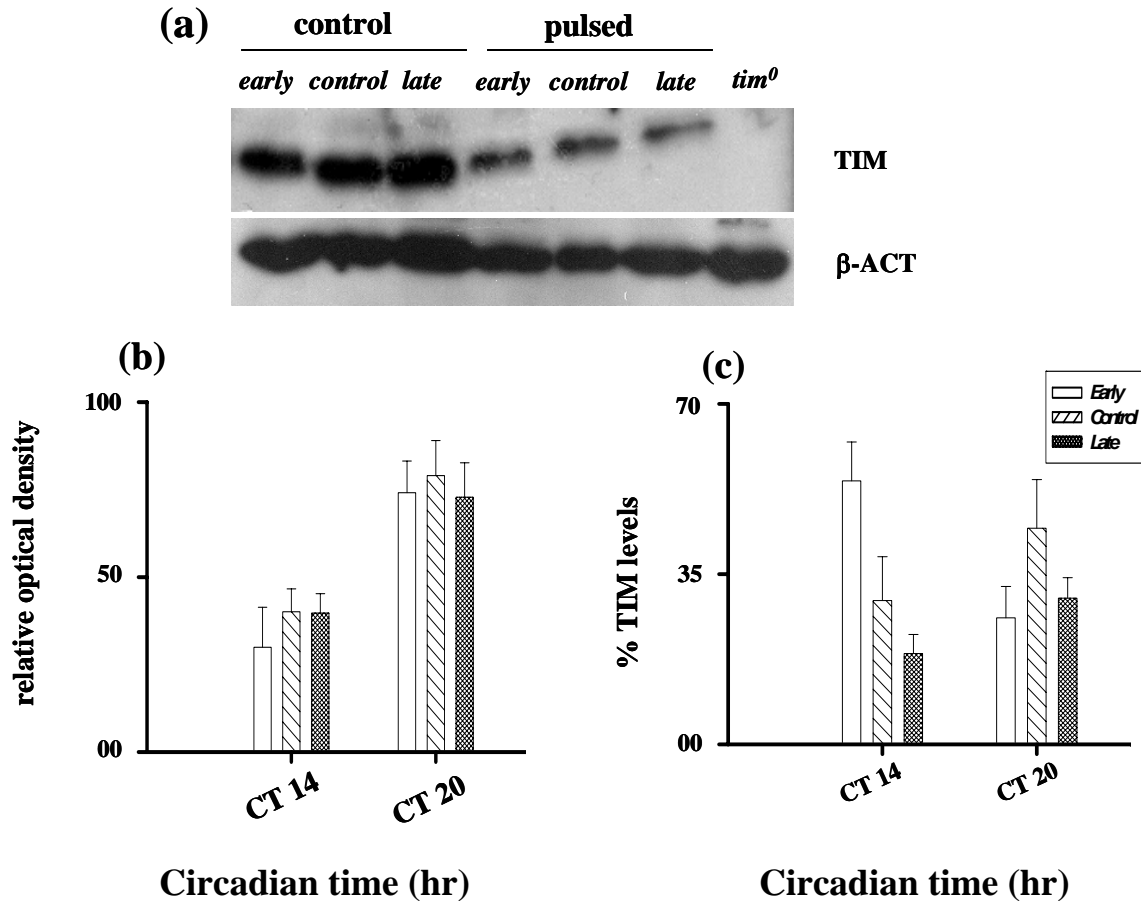 (a)
control pulsed
early control late early control late tim⁰
TIM
β-ACT
(b)
relative optical density
100
50
00
CT 14 CT 20
Circadian time (hr)
(c)
Early
Control
Late
% TIM levels
70
35
00
CT 14 CT 20
Circadian time (hr)